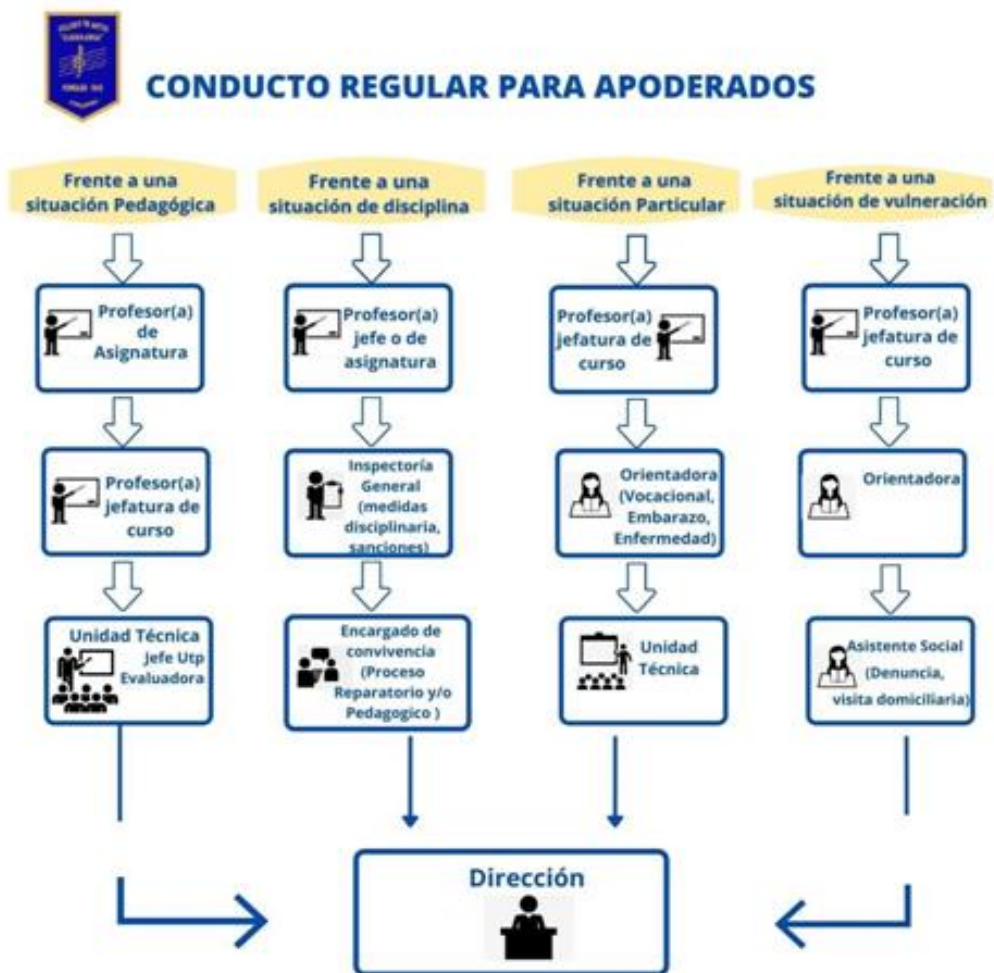 CONDUCTO REGULAR PARA APODERADOS
Frente a una
situación Pedagógica
Profesor(a)
de
Asignatura
Profesor(a)
jefatura de
curso
Unidad Técnica
Jefe Utp
Evaluadora
Frente a una
situación de disciplina
Profesor(a)
jefe o de
asignatura
Inspectoría
General
(medidas
disciplinaria,
sanciones)
Encargado de
convivencia
(Proceso
Reparatorio y/o
Pedagogico )
Frente a una
situación Particular
Profesor(a)
jefatura de
curso
Orientadora
(Vocacional,
Embarazo,
Enfermedad)
Unidad
Técnica
Frente a una
situación de vulneración
Profesor(a)
jefatura de
curso
Orientadora
Asistente Social
(Denuncia,
visita domiciliaria)
Dirección